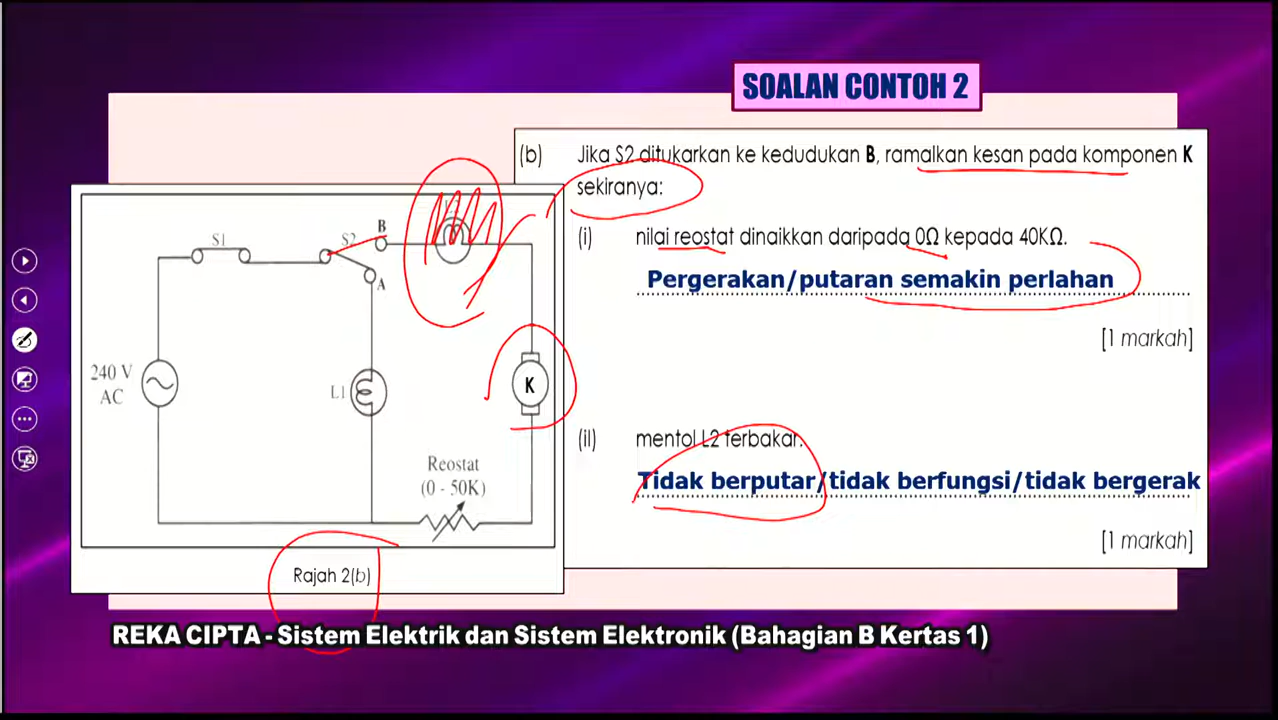 SOALAN CONTOH 2
(b) Jika S2 ditukarkan ke kedudukan B, ramalkan kesan pada komponen K
sekiranya:
(i) nilai reostat dinaikkan daripada 0Ω kepada 40KΩ.
Pergerakan/putaran semakin perlahan
[1 markah]
(ii) mentol L2 terbakar.
Tidak berputar/tidak berfungsi/tidak bergerak
[1 markah]
S1
S2
B
A
240 V
AC
L1
K
Reostat
(0 - 50K)
Rajah 2(b)
REKA CIPTA - Sistem Elektrik dan Sistem Elektronik (Bahagian B Kertas 1)